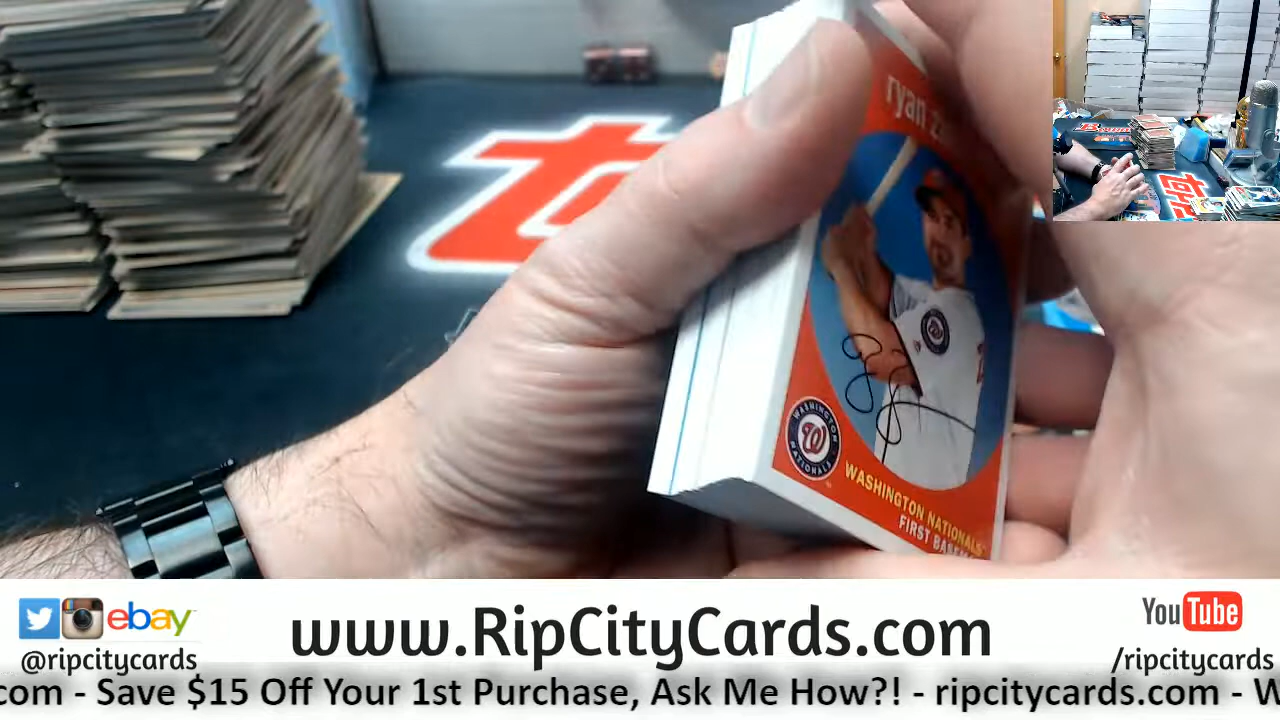 ryan
W
WASHINGTON NATIONALS
W
WASHINGTON NATIONALS
FIRST
ebay
@ripcitycards
www.RipCityCards.com
YouTube
/ripcitycards
.com - Save $15 Off Your 1st Purchase, Ask Me How?! - ripcitycards.com - W